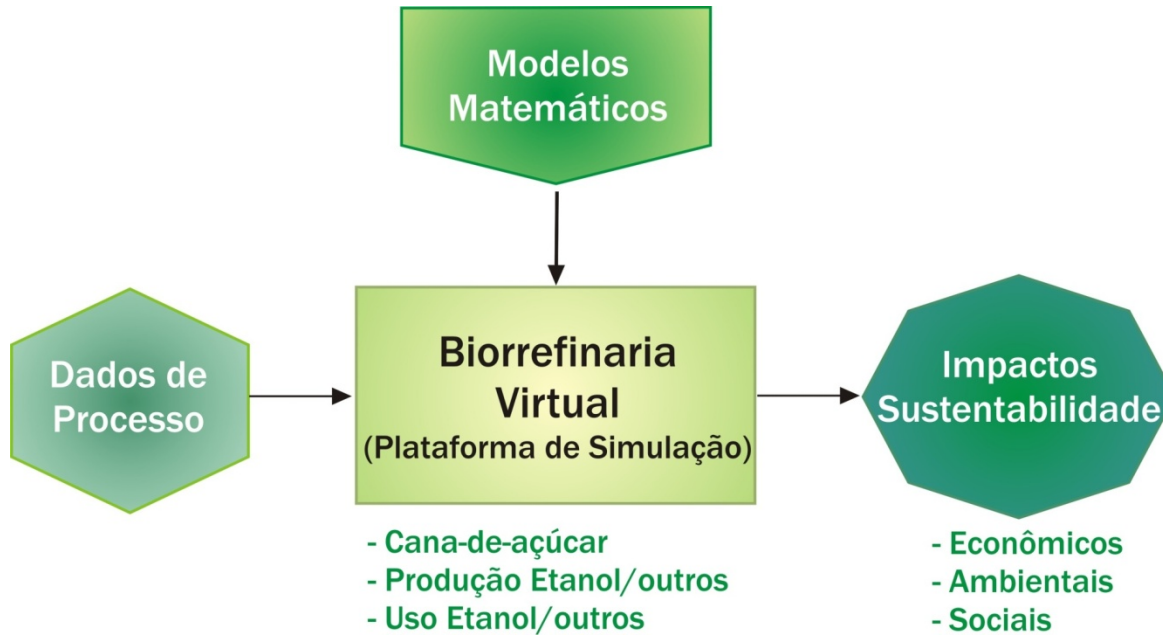 Modelos
Matemáticos
Dados de
Processo
Biorrefinaria
Virtual
(Plataforma de Simulação)
Impactos
Sustentabilidade
- Cana-de-açúcar
- Produção Etanol/outros
- Uso Etanol/outros
- Econômicos
- Ambientais
- Sociais